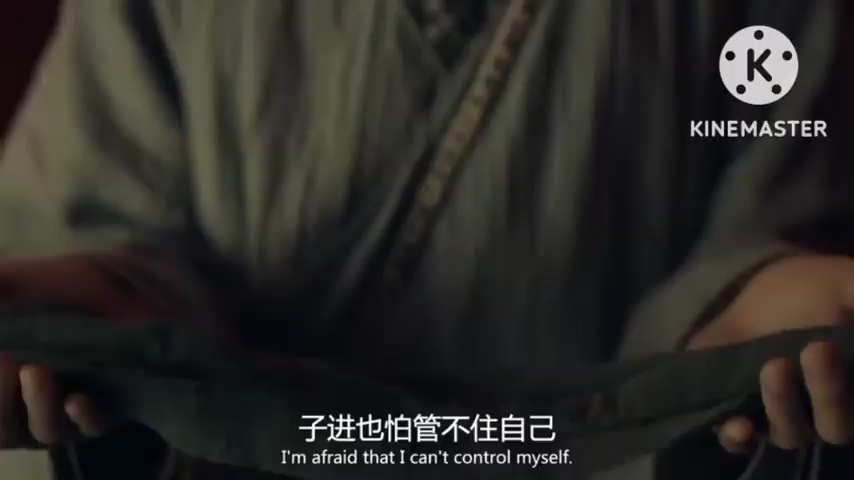 KINEMASTER
子进也怕管不住自己
I'm afraid that I can't control myself.